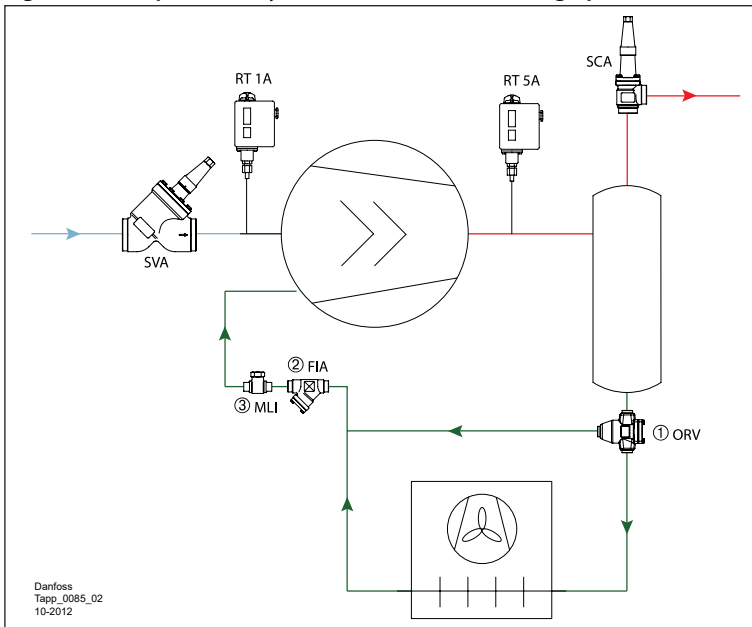 RT 1A
RT 5A
SCA
SVA
② FIA
③ MLI
① ORV
Danfoss
Tapp_0085_02
10-2012